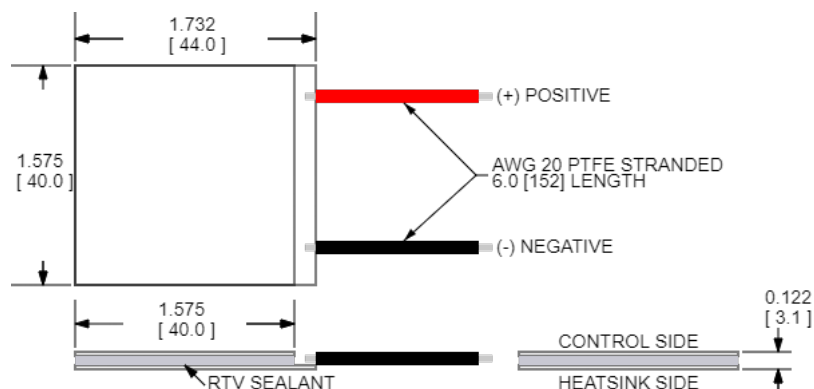 1.732
[ 44.0 ]
(+) POSITIVE
1.575
[ 40.0 ]
AWG 20 PTFE STRANDED
6.0 [152] LENGTH
(-) NEGATIVE
1.575
[ 40.0 ]
0.122
[ 3.1 ]
CONTROL SIDE
RTV SEALANT
HEATSINK SIDE